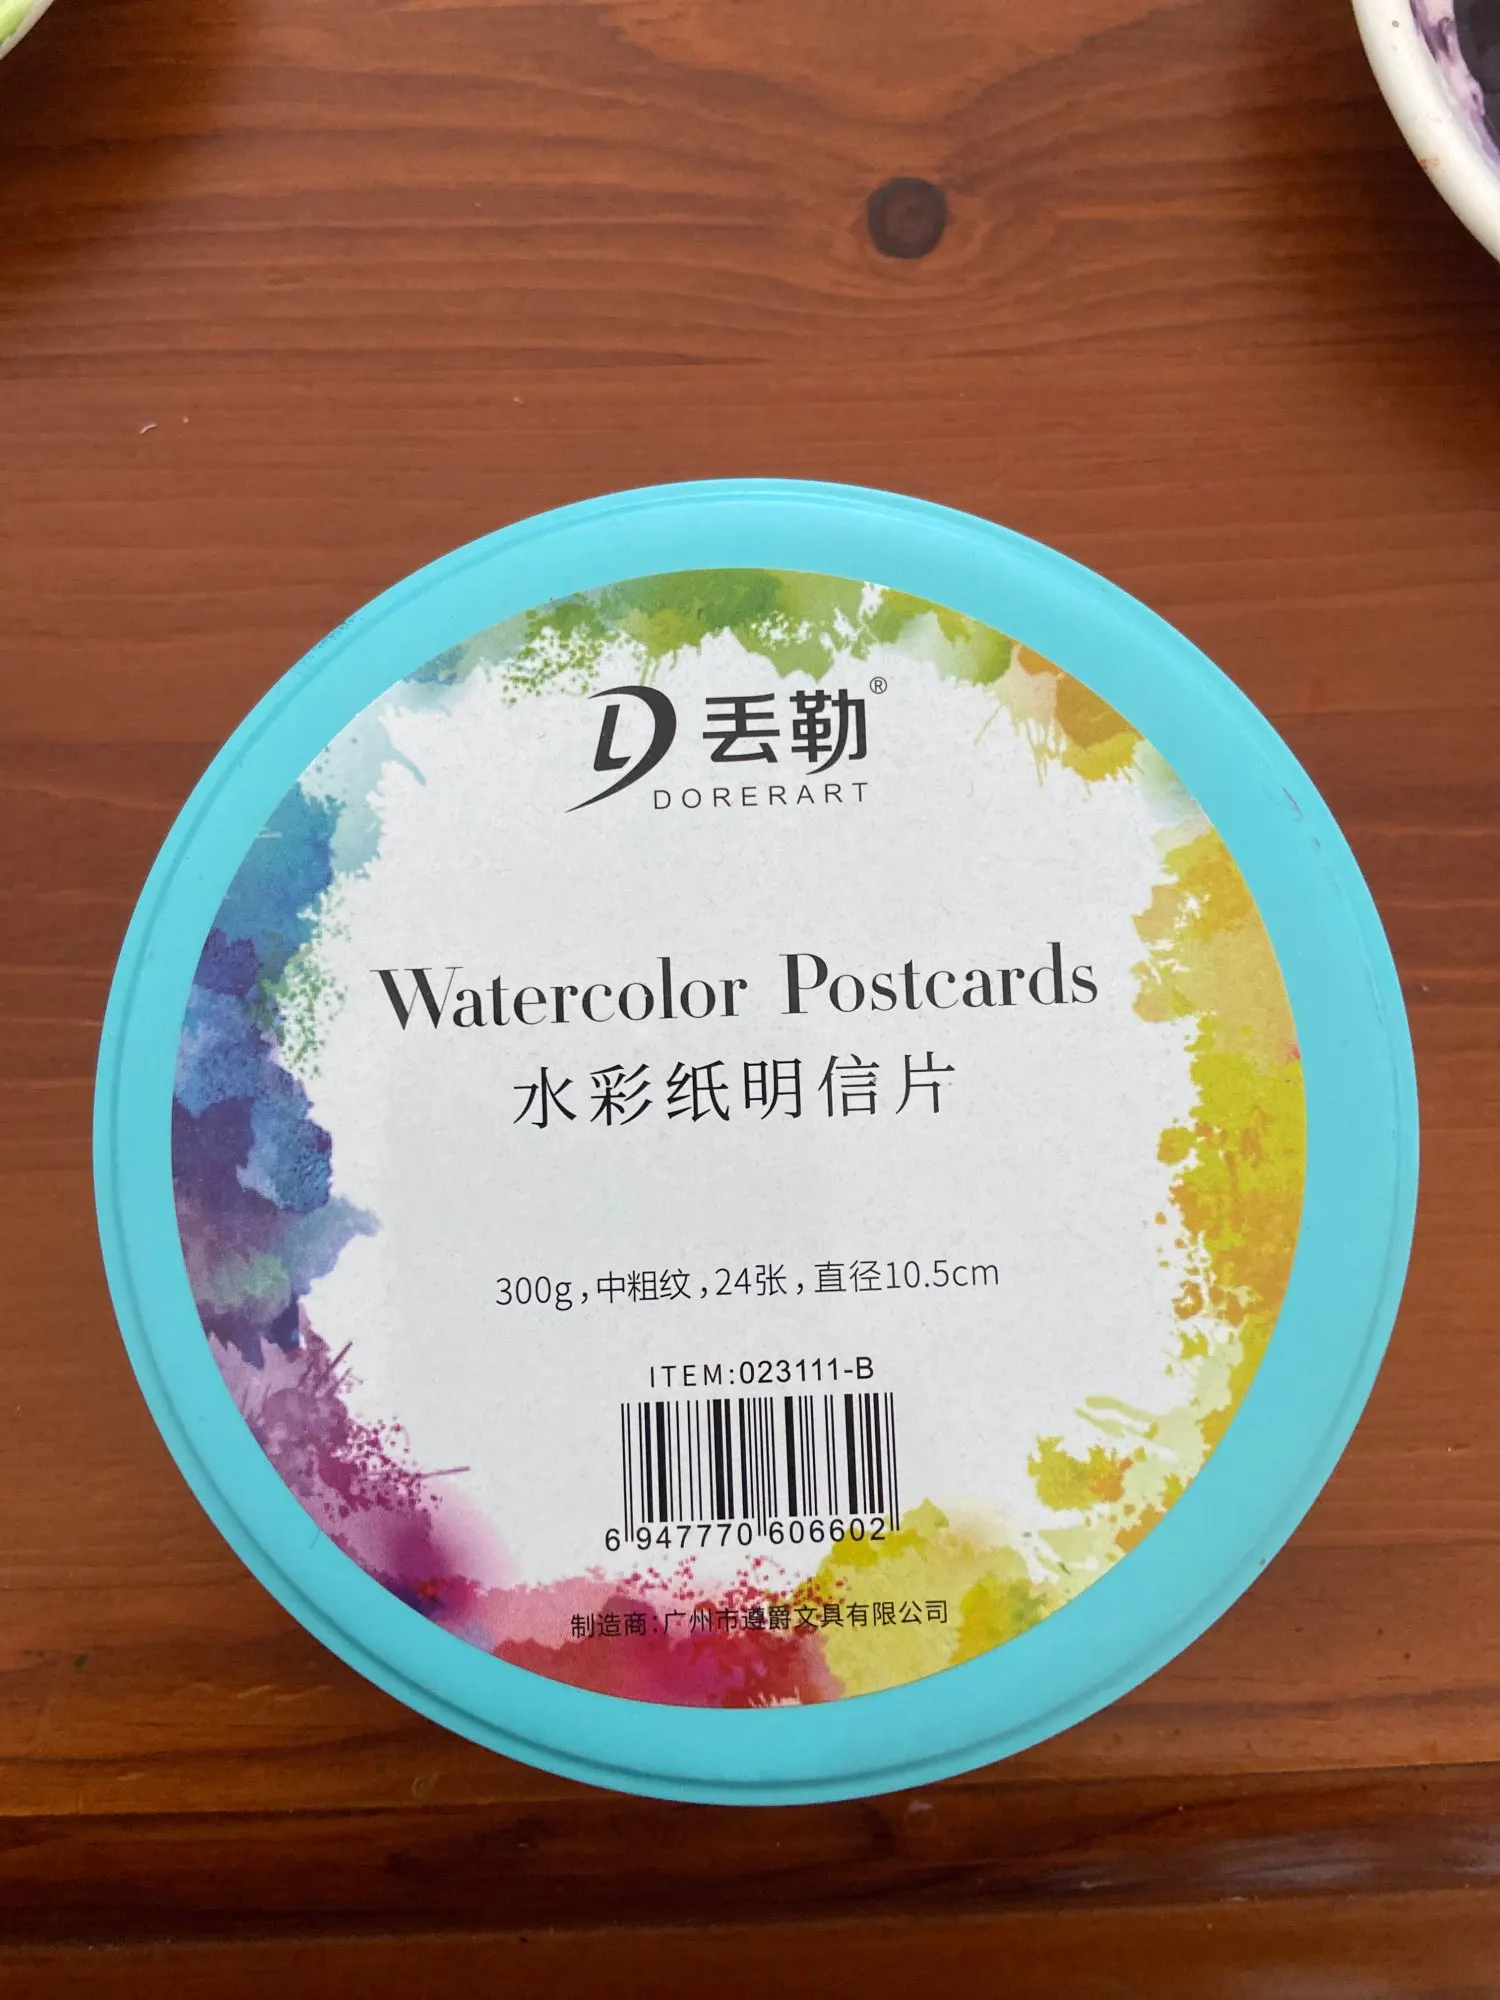 丢勒®
DORERART
Watercolor Postcards
水彩纸明信片
300g,中粗纹,24张,直径10.5cm
ITEM:023111-B
6 947770 606602
制造商:广州市遵爵文具有限公司